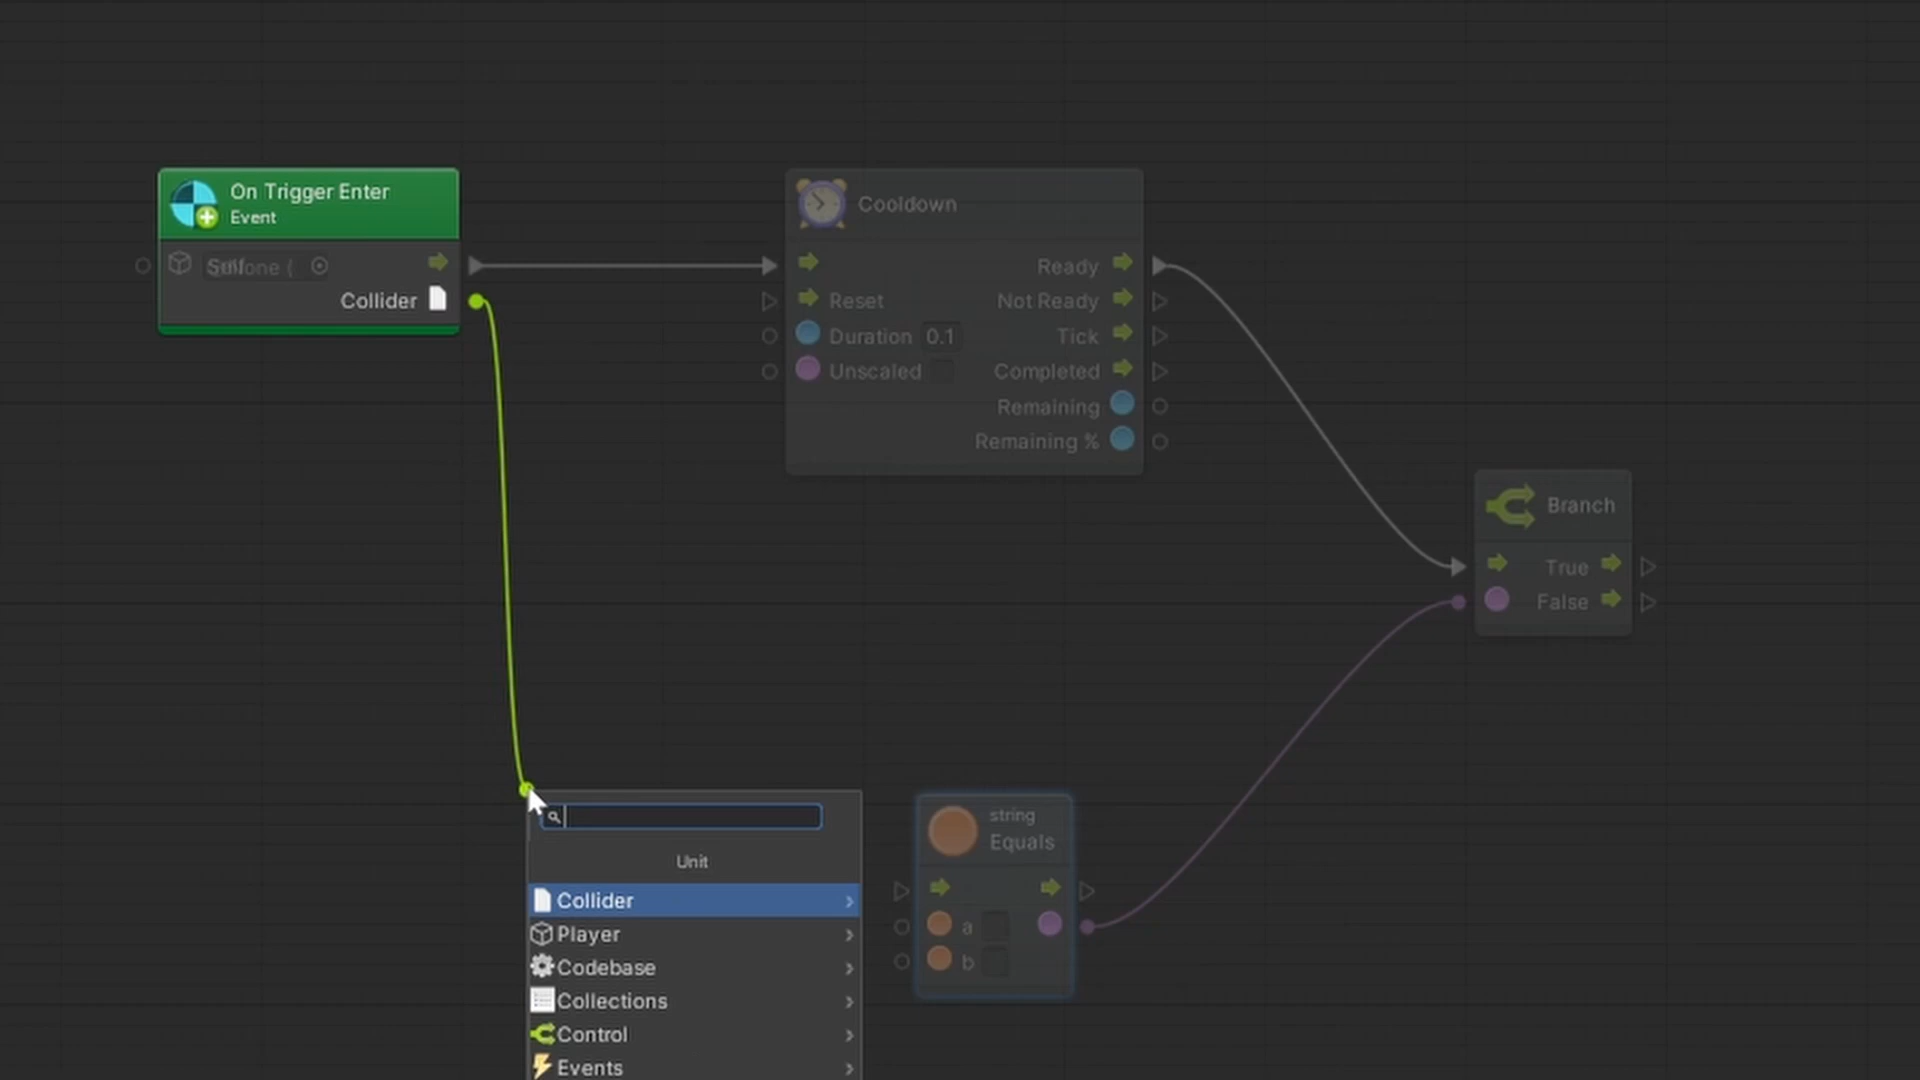 On Trigger Enter
Event
Collider
Cooldown
Ready
Reset
Not Ready
Duration 0.1
Tick
Unscaled
Completed
Remaining
Remaining %
Branch
True
False
Unit
Collider
Player
Codebase
Collections
Control
Events
string
Equals
a
b